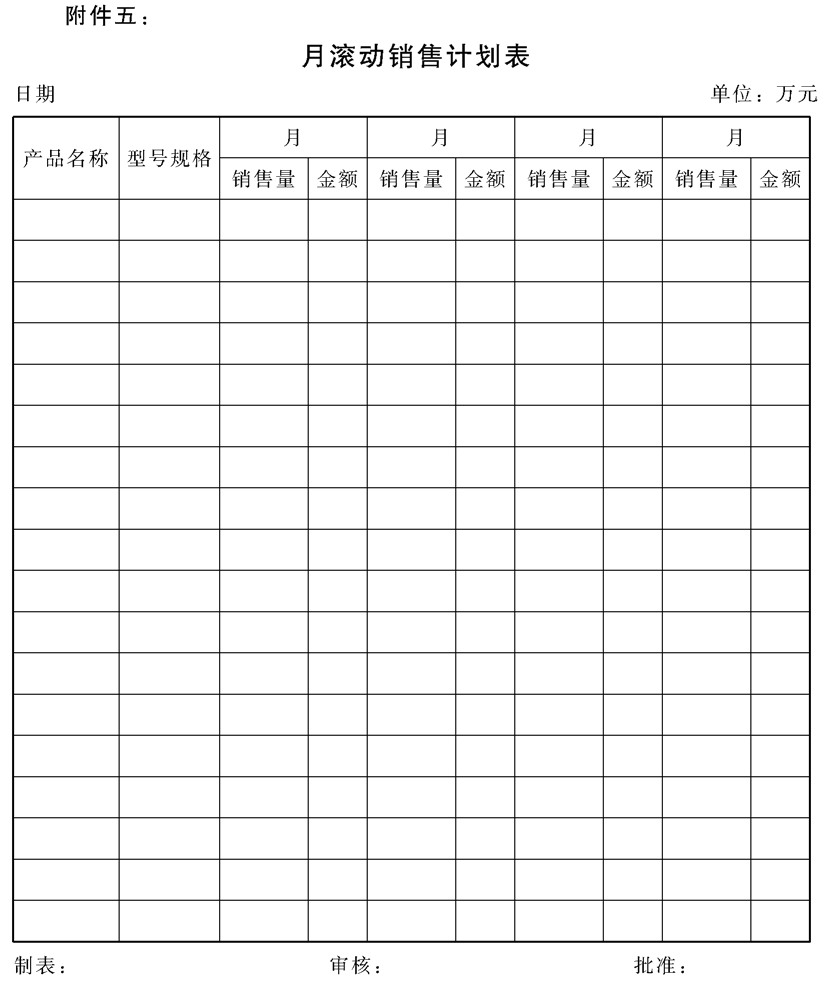 附件五：
月滚动销售计划表
日期 单位：万元
产品名称 型号规格 月 月 月 月
销售量 金额 销售量 金额 销售量 金额 销售量 金额
制表： 审核： 批准：